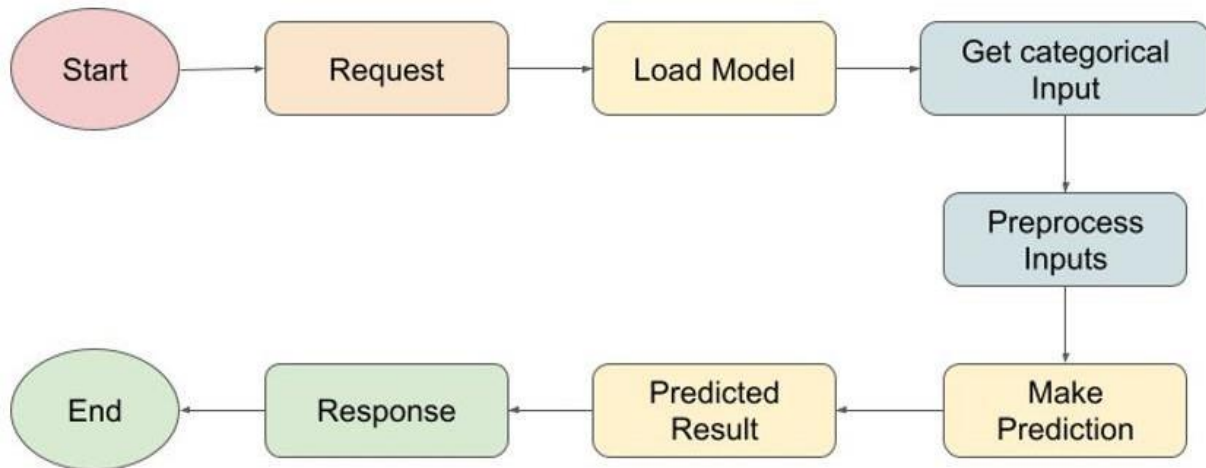 Start
Request
Load Model
Get categorical
Input
Preprocess
Inputs
Make
Prediction
Predicted
Result
Response
End